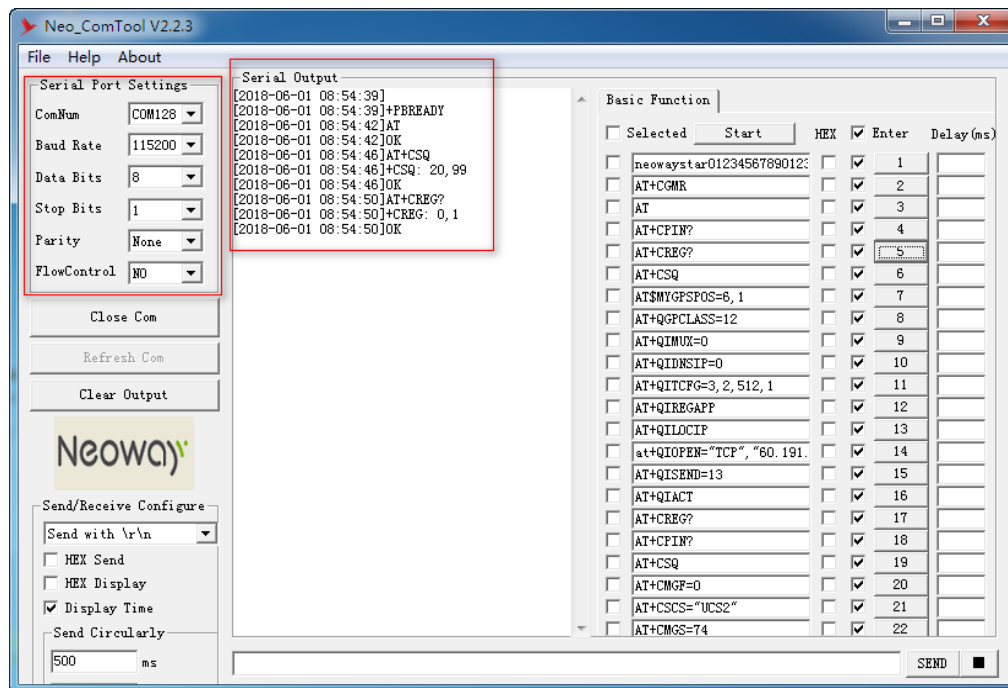 Neo_ComTool V2.2.3
File Help About
Serial Port Settings
ComNum COM128
Baud Rate 115200
Data Bits 8
Stop Bits 1
Parity None
FlowControl NO
Close Com
Refresh Com
Clear Output
Neoway
Send/Receive Configure
Send with \r\n
HEX Send
HEX Display
Display Time
Send Circularly
500 ms
Serial Output
[2018-06-01 08:54:39]
[2018-06-01 08:54:39]+PBREADY
[2018-06-01 08:54:42]AT
[2018-06-01 08:54:42]OK
[2018-06-01 08:54:46]AT+CSQ
[2018-06-01 08:54:46]+CSQ: 20,99
[2018-06-01 08:54:46]OK
[2018-06-01 08:54:50]AT+CREG?
[2018-06-01 08:54:50]+CREG: 0,1
[2018-06-01 08:54:50]OK
Basic Function
Selected Start HEX Enter Delay(ms)
neowaystar01234567890123 1
AT+CGMR 2
AT 3
AT+CPIN? 4
AT+CREG? 5
AT+CSQ 6
AT$MYGPSPOS=6,1 7
AT+QGPCLASS=12 8
AT+QIMUX=0 9
AT+QIDNSIP=0 10
AT+QITCFG=3,2,512,1 11
AT+QIREGAPP 12
AT+QILOCIP 13
at+QIOPEN="TCP","60.191. 14
AT+QISEND=13 15
AT+QIACT 16
AT+CREG? 17
AT+CPIN? 18
AT+CSQ 19
AT+CMGF=0 20
AT+CSCS="UCS2" 21
AT+CMGS=74 22
SEND